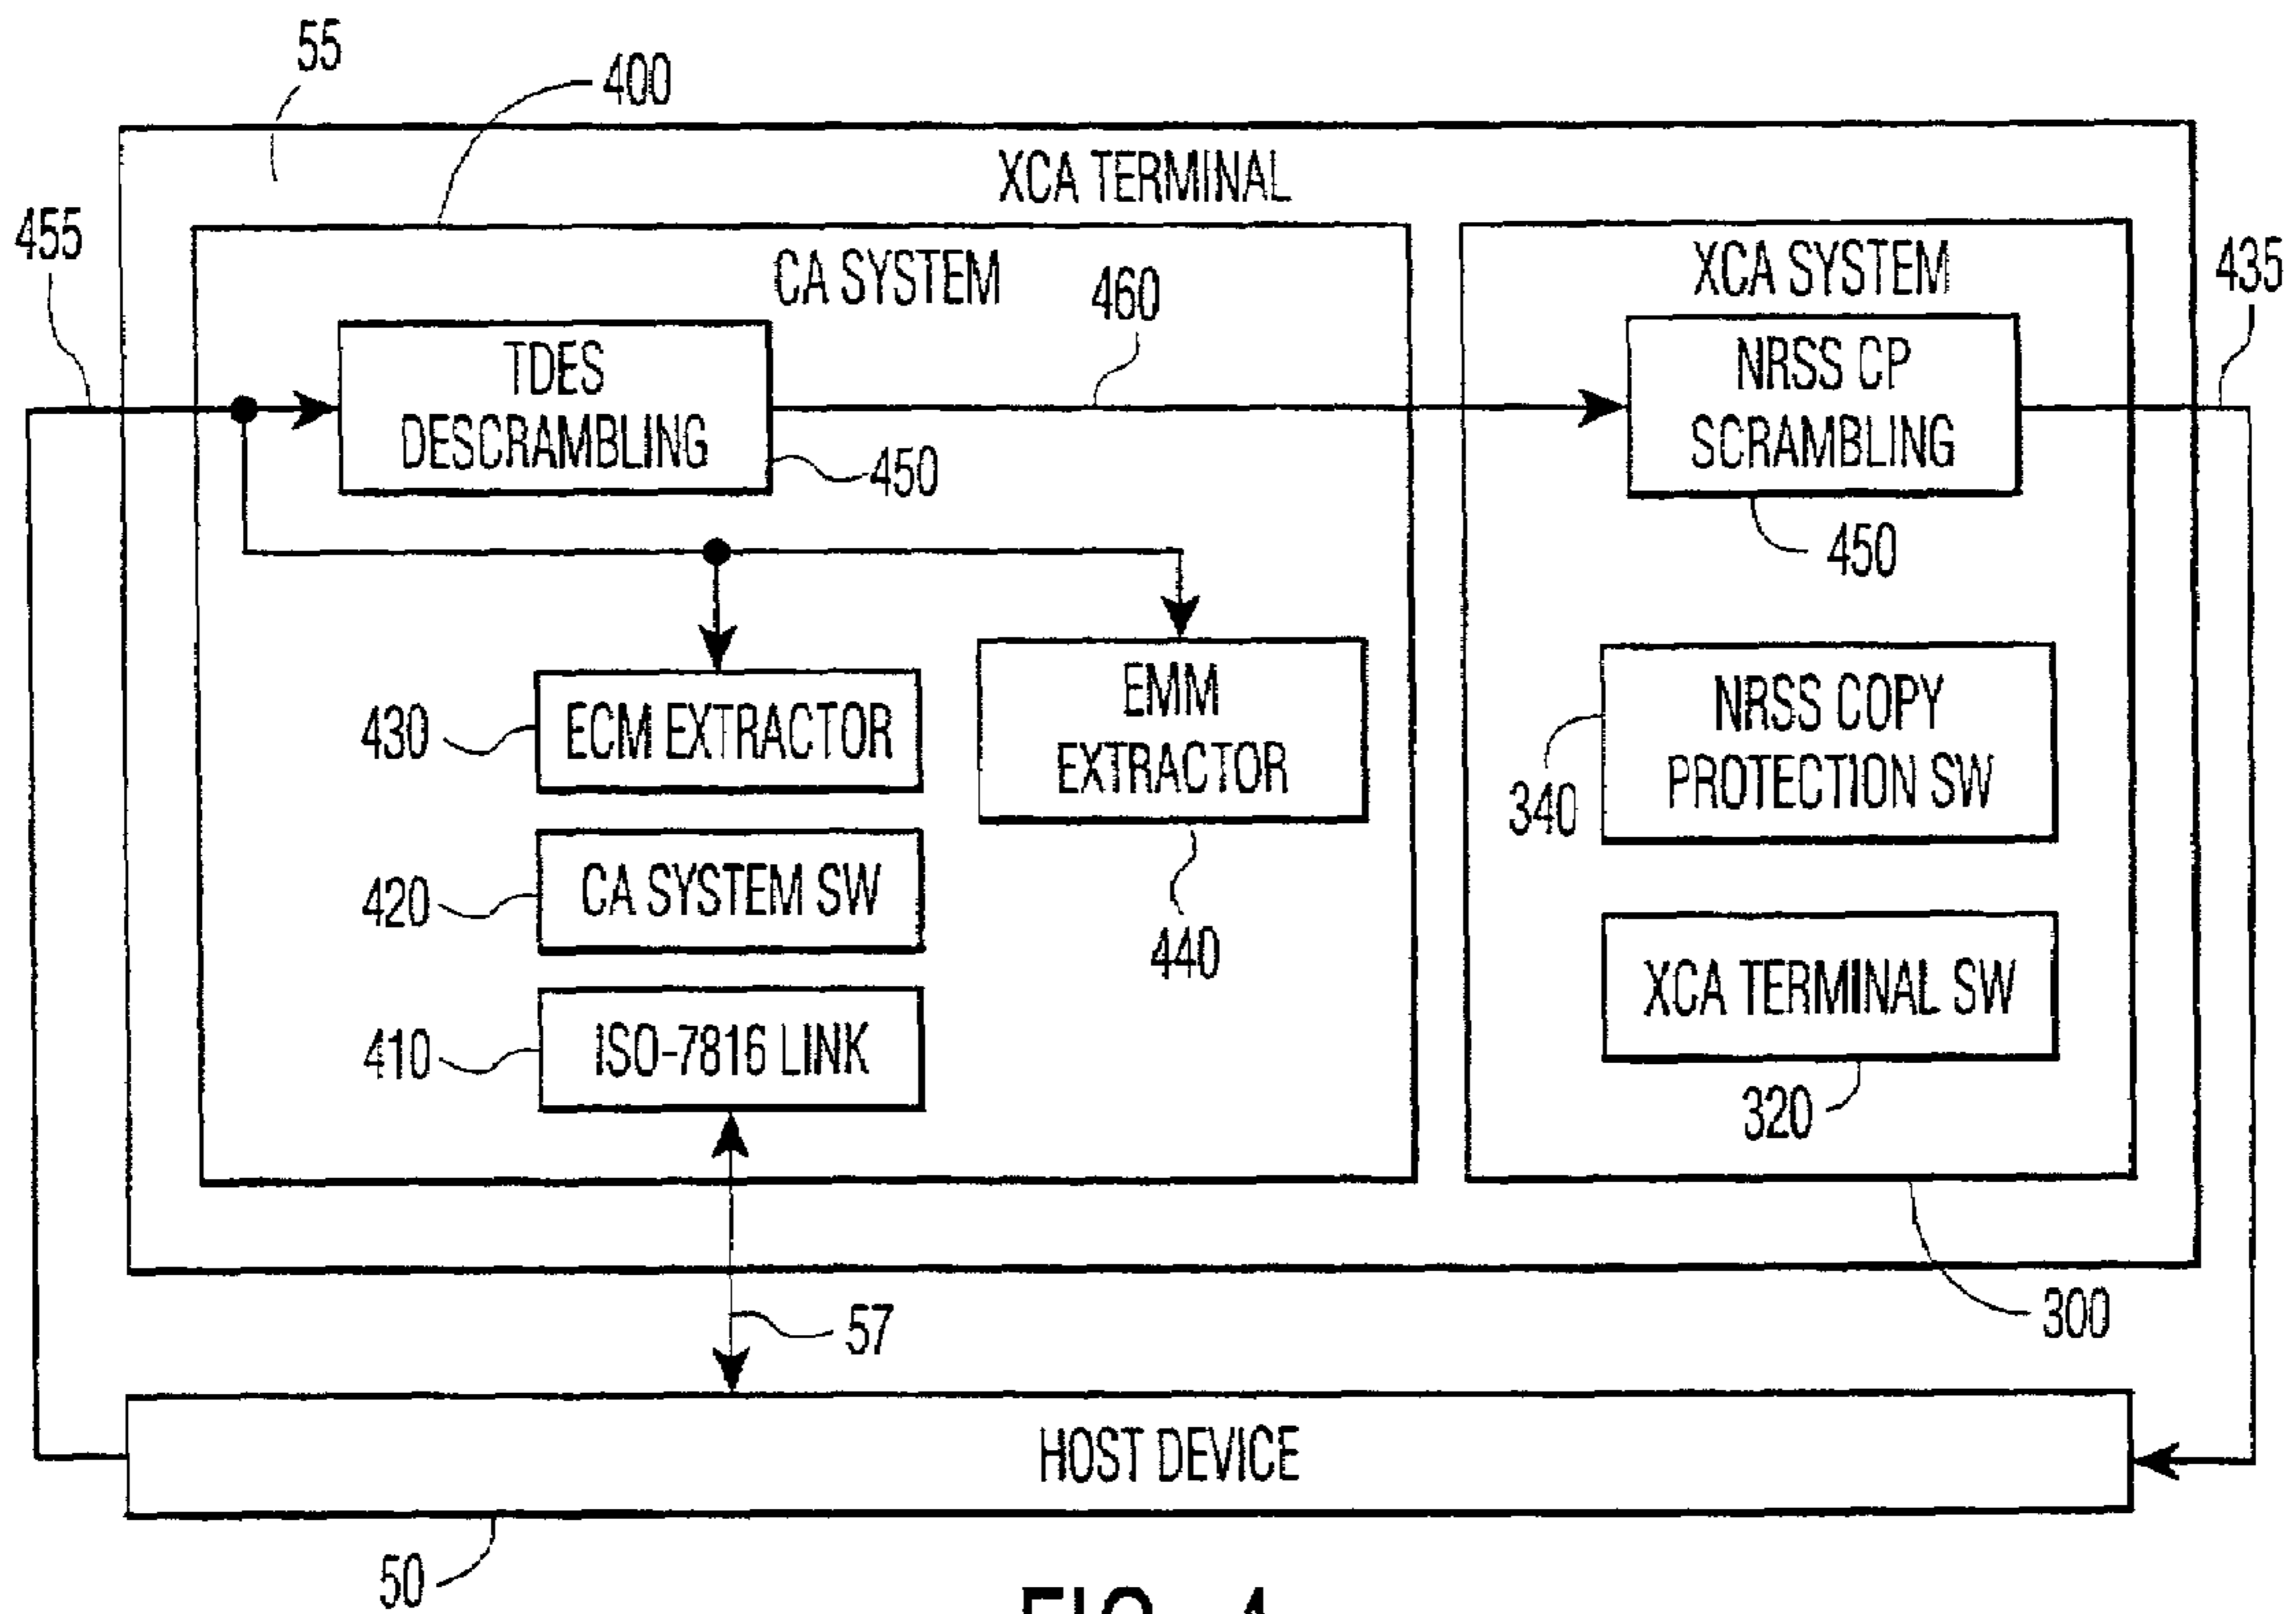 55
400
XCA TERMINAL
455
CA SYSTEM
460
XCA SYSTEM
435
TDES
DESCRAMBLING
450
NRSS CP
SCRAMBLING
450
430
ECM EXTRACTOR
EMM
EXTRACTOR
340
NRSS COPY
PROTECTION SW
420
CA SYSTEM SW
440
XCA TERMINAL SW
410
ISO-7816 LINK
320
57
300
HOST DEVICE
50